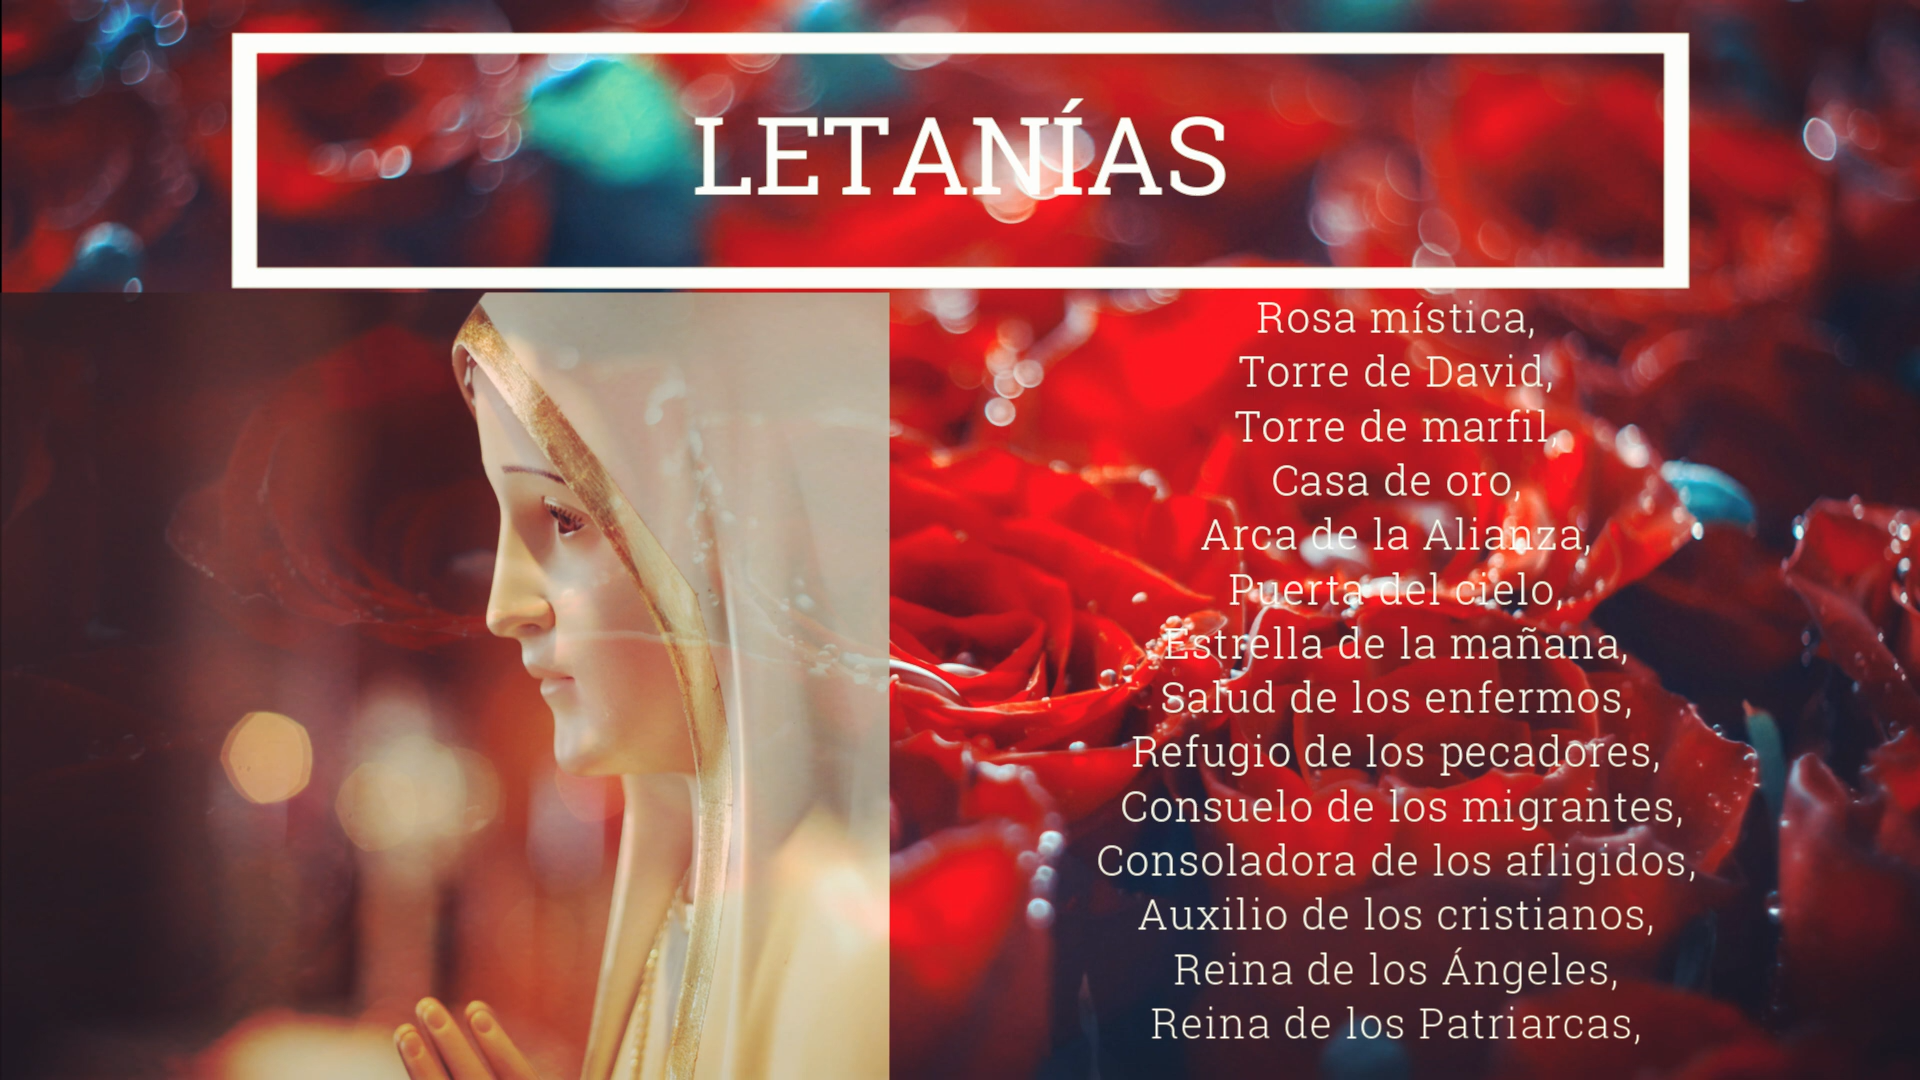 LETANÍAS
Rosa mística,
Torre de David,
Torre de marfil,
Casa de oro,
Arca de la Alianza,
Puerta del cielo,
Estrella de la mañana,
Salud de los enfermos,
Refugio de los pecadores,
Consuelo de los migrantes,
Consoladora de los afligidos,
Auxilio de los cristianos,
Reina de los Ángeles,
Reina de los Patriarcas,